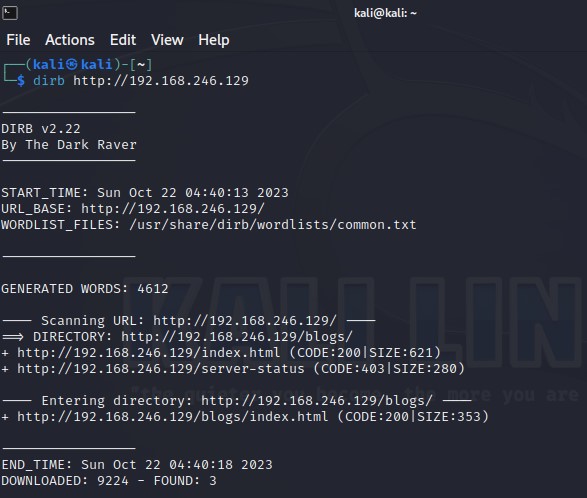 kali@kali: ~
File Actions Edit View Help
┌──(kali㉿kali)-[~]
└─$ dirb http://192.168.246.129
-----------------
DIRB v2.22
By The Dark Raver
-----------------
START_TIME: Sun Oct 22 04:40:13 2023
URL_BASE: http://192.168.246.129/
WORDLIST_FILES: /usr/share/dirb/wordlists/common.txt
-----------------
GENERATED WORDS: 4612
---- Scanning URL: http://192.168.246.129/ ----
==> DIRECTORY: http://192.168.246.129/blogs/
+ http://192.168.246.129/index.html (CODE:200|SIZE:621)
+ http://192.168.246.129/server-status (CODE:403|SIZE:280)
KALI LIN
---- Entering directory: http://192.168.246.129/blogs/ ----
"the quieter you become, the more you are
+ http://192.168.246.129/blogs/index.html (CODE:200|SIZE:353)
-----------------
END_TIME: Sun Oct 22 04:40:18 2023
DOWNLOADED: 9224 - FOUND: 3